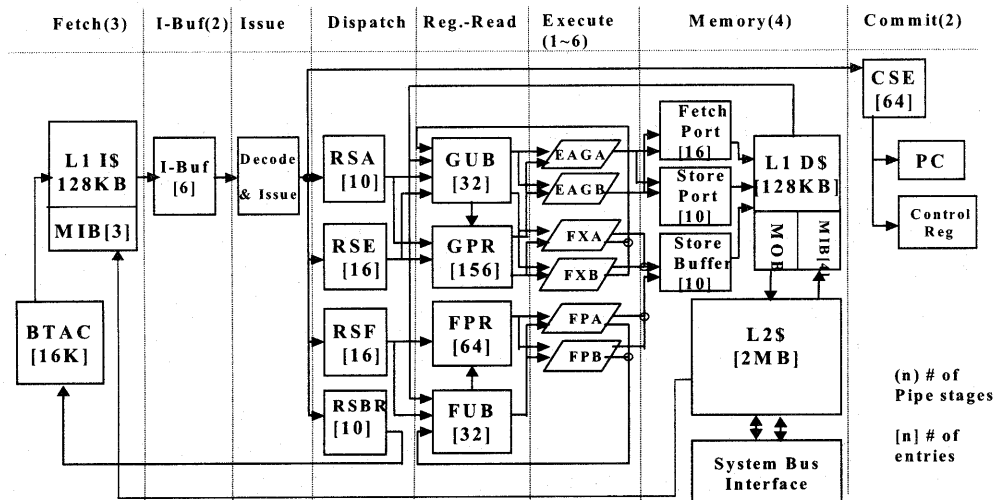 Fetch(3) I-Buf(2) Issue Dispatch Reg.-Read Execute (1~6) Memory(4) Commit(2)
L1 I$
128KB
MIB[3]
BTAC
[16K]
I-Buf
[6]
Decode
& Issue
RSA
[10]
RSE
[16]
RSF
[16]
RSBR
[10]
GUB
[32]
GPR
[156]
FPR
[64]
FUB
[32]
EAGA
EAGB
FXA
FXB
FPA
FPB
Fetch
Port
[16]
Store
Port
[10]
Store
Buffer
[10]
L1 D$
[128KB]
MOB
MIB[4]
L2$
[2MB]
System Bus
Interface
CSE
[64]
PC
Control
Reg
(n) # of
Pipe stages
[n] # of
entries